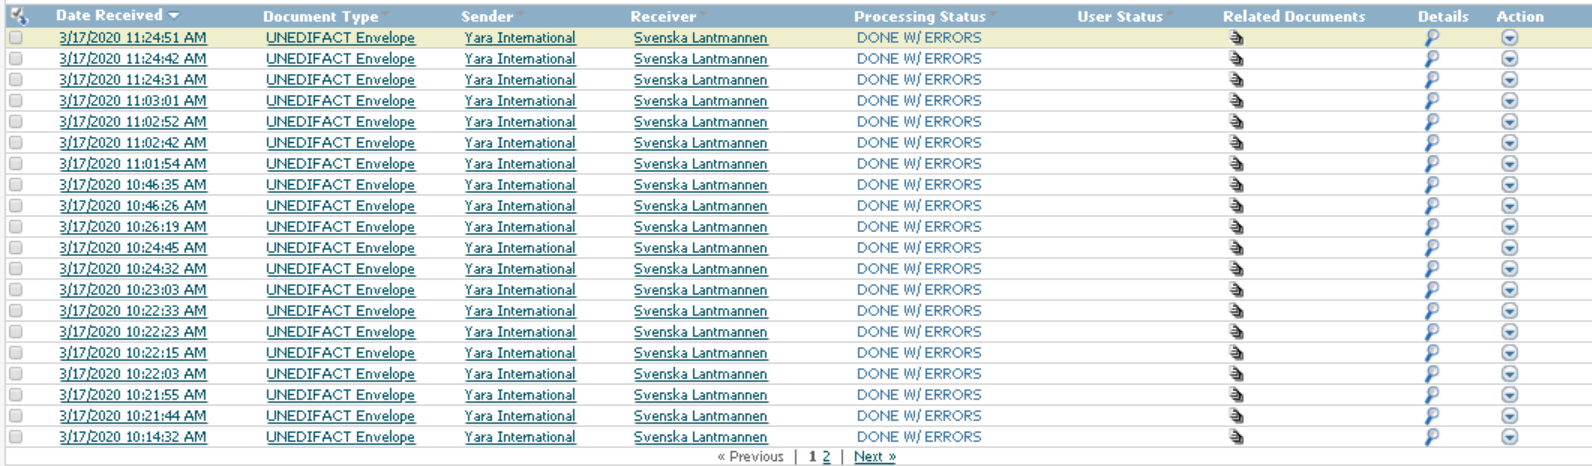 Date Received Document Type Sender Receiver Processing Status User Status Related Documents Details Action
3/17/2020 11:24:51 AM UNEDIFACT Envelope Yara International Svenska Lantmannen DONE W/ ERRORS
3/17/2020 11:24:42 AM UNEDIFACT Envelope Yara International Svenska Lantmannen DONE W/ ERRORS
3/17/2020 11:24:31 AM UNEDIFACT Envelope Yara International Svenska Lantmannen DONE W/ ERRORS
3/17/2020 11:03:01 AM UNEDIFACT Envelope Yara International Svenska Lantmannen DONE W/ ERRORS
3/17/2020 11:02:52 AM UNEDIFACT Envelope Yara International Svenska Lantmannen DONE W/ ERRORS
3/17/2020 11:02:42 AM UNEDIFACT Envelope Yara International Svenska Lantmannen DONE W/ ERRORS
3/17/2020 11:01:54 AM UNEDIFACT Envelope Yara International Svenska Lantmannen DONE W/ ERRORS
3/17/2020 10:46:35 AM UNEDIFACT Envelope Yara International Svenska Lantmannen DONE W/ ERRORS
3/17/2020 10:46:26 AM UNEDIFACT Envelope Yara International Svenska Lantmannen DONE W/ ERRORS
3/17/2020 10:26:19 AM UNEDIFACT Envelope Yara International Svenska Lantmannen DONE W/ ERRORS
3/17/2020 10:24:45 AM UNEDIFACT Envelope Yara International Svenska Lantmannen DONE W/ ERRORS
3/17/2020 10:24:32 AM UNEDIFACT Envelope Yara International Svenska Lantmannen DONE W/ ERRORS
3/17/2020 10:23:03 AM UNEDIFACT Envelope Yara International Svenska Lantmannen DONE W/ ERRORS
3/17/2020 10:22:33 AM UNEDIFACT Envelope Yara International Svenska Lantmannen DONE W/ ERRORS
3/17/2020 10:22:23 AM UNEDIFACT Envelope Yara International Svenska Lantmannen DONE W/ ERRORS
3/17/2020 10:22:15 AM UNEDIFACT Envelope Yara International Svenska Lantmannen DONE W/ ERRORS
3/17/2020 10:22:03 AM UNEDIFACT Envelope Yara International Svenska Lantmannen DONE W/ ERRORS
3/17/2020 10:21:55 AM UNEDIFACT Envelope Yara International Svenska Lantmannen DONE W/ ERRORS
3/17/2020 10:21:44 AM UNEDIFACT Envelope Yara International Svenska Lantmannen DONE W/ ERRORS
3/17/2020 10:14:32 AM UNEDIFACT Envelope Yara International Svenska Lantmannen DONE W/ ERRORS
« Previous | 1 2 | Next »